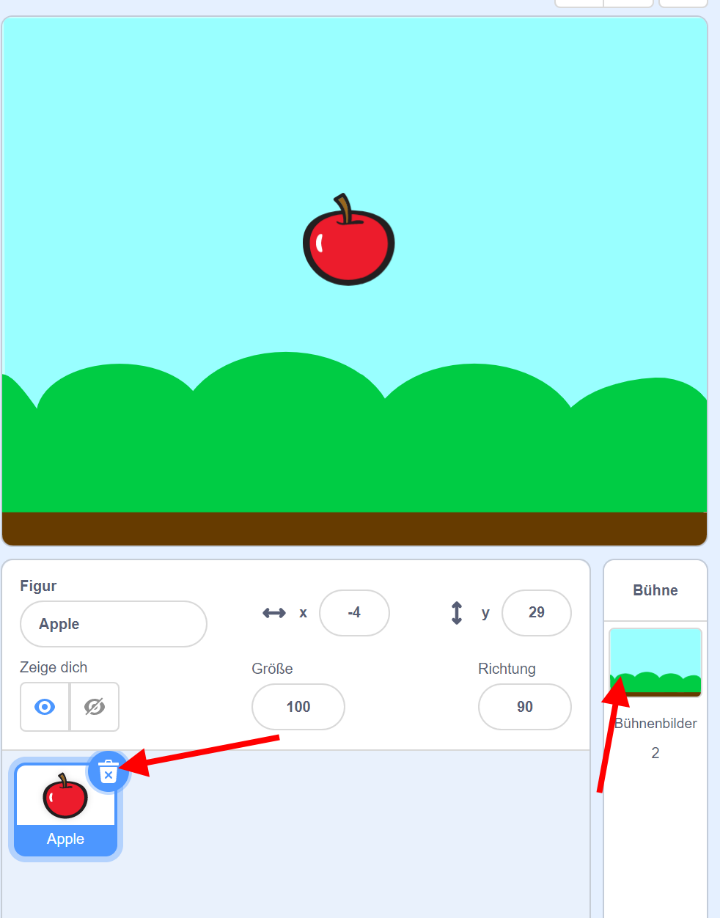 Figur
Apple
x
-4
y
29
Zeige dich
Größe
100
Richtung
90
Apple
Bühne
Bühnenbilder
2